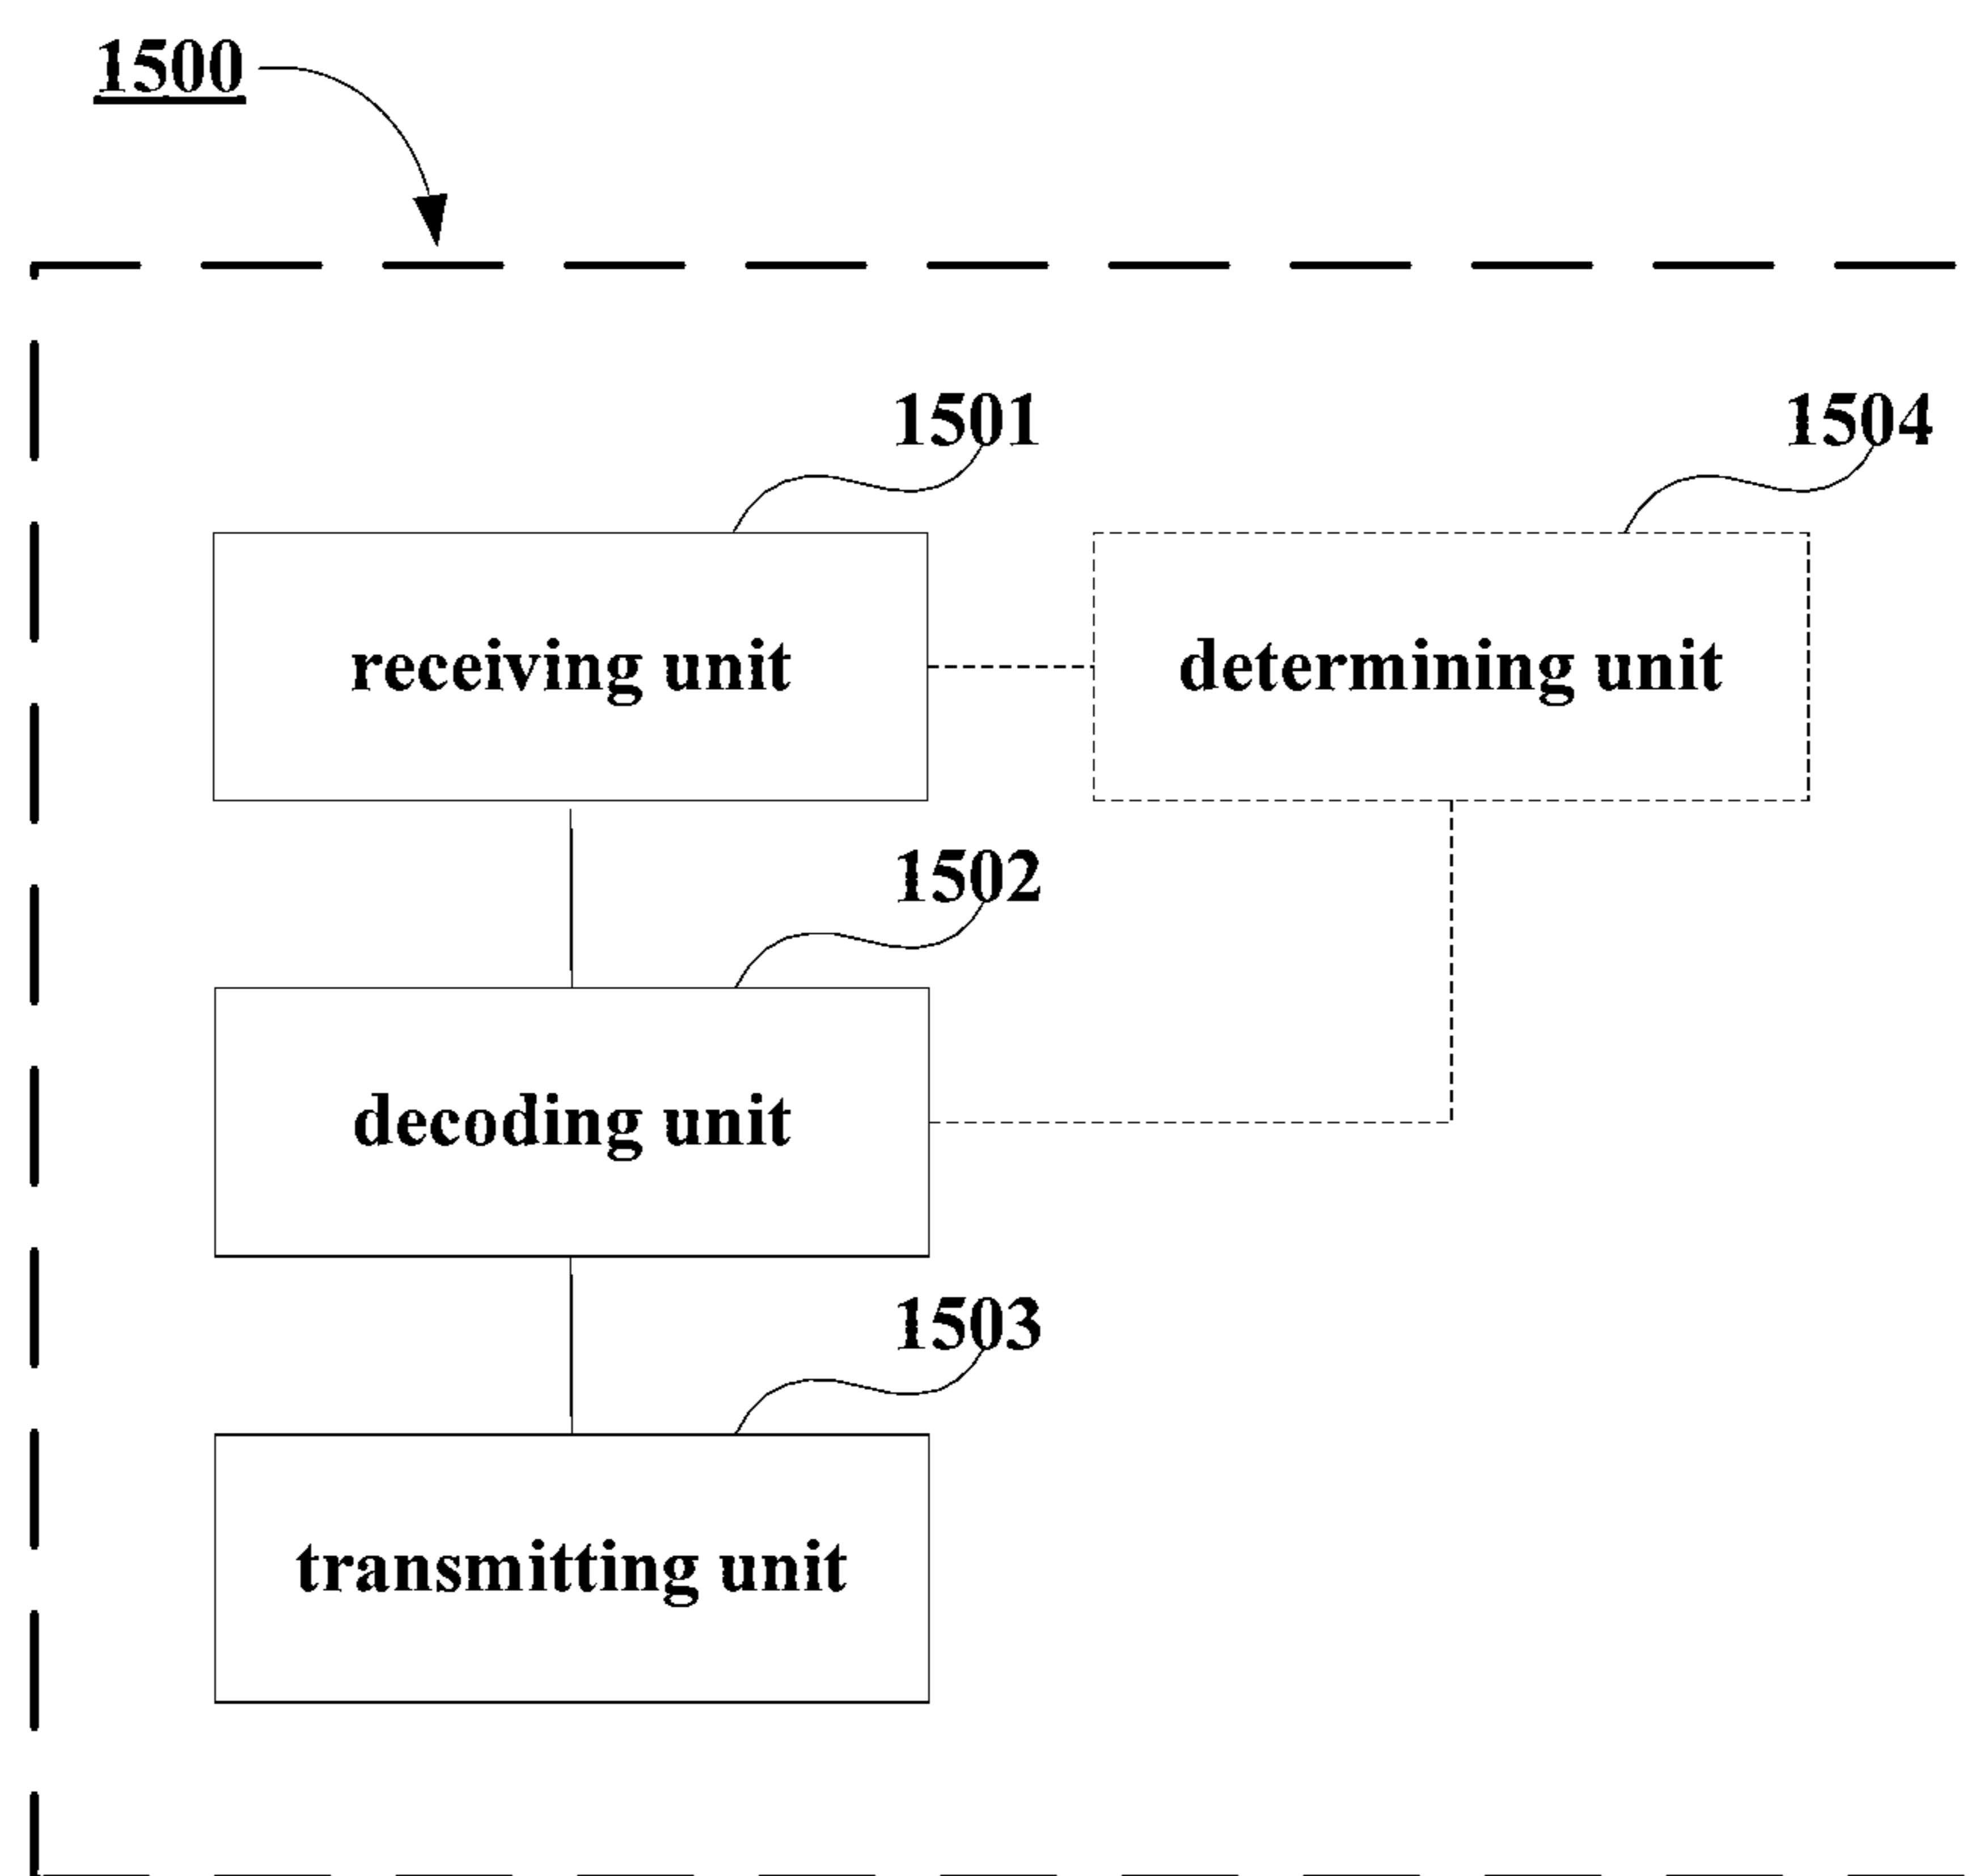 1500
1501
1504
receiving unit
determining unit
1502
decoding unit
1503
transmitting unit